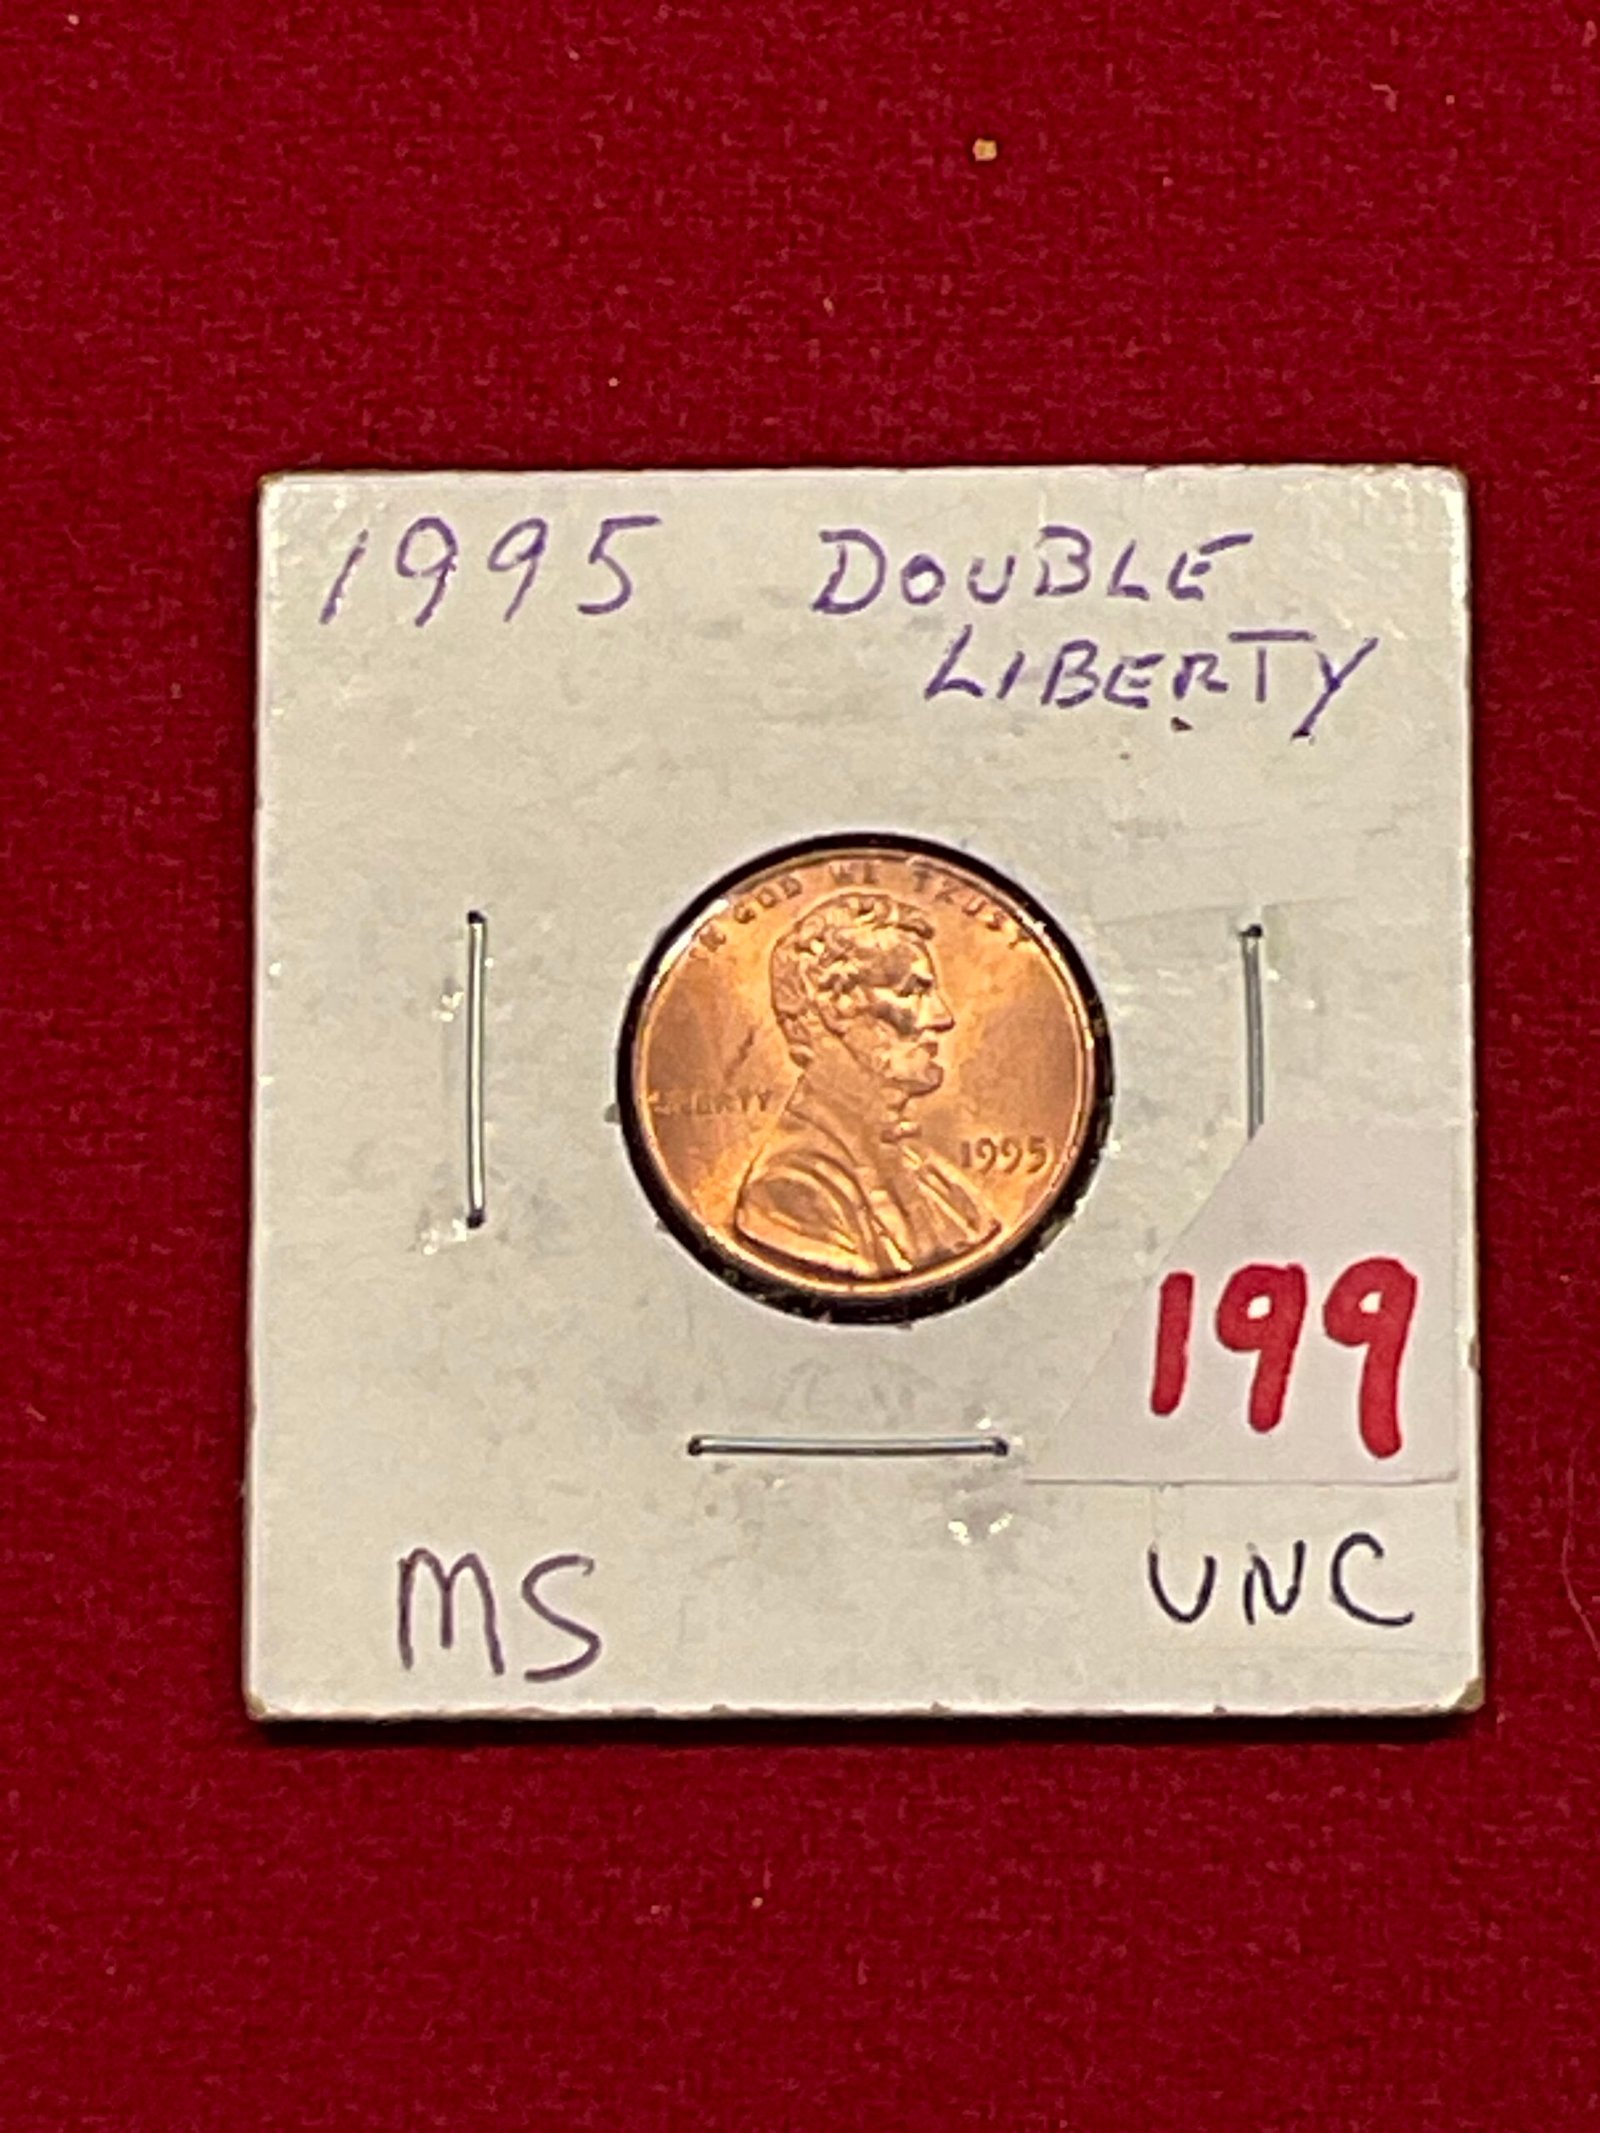 1995 DOUBLE
LIBERTY
IN GOD WE TRUST
LIBERTY
1995
199
MS UNC